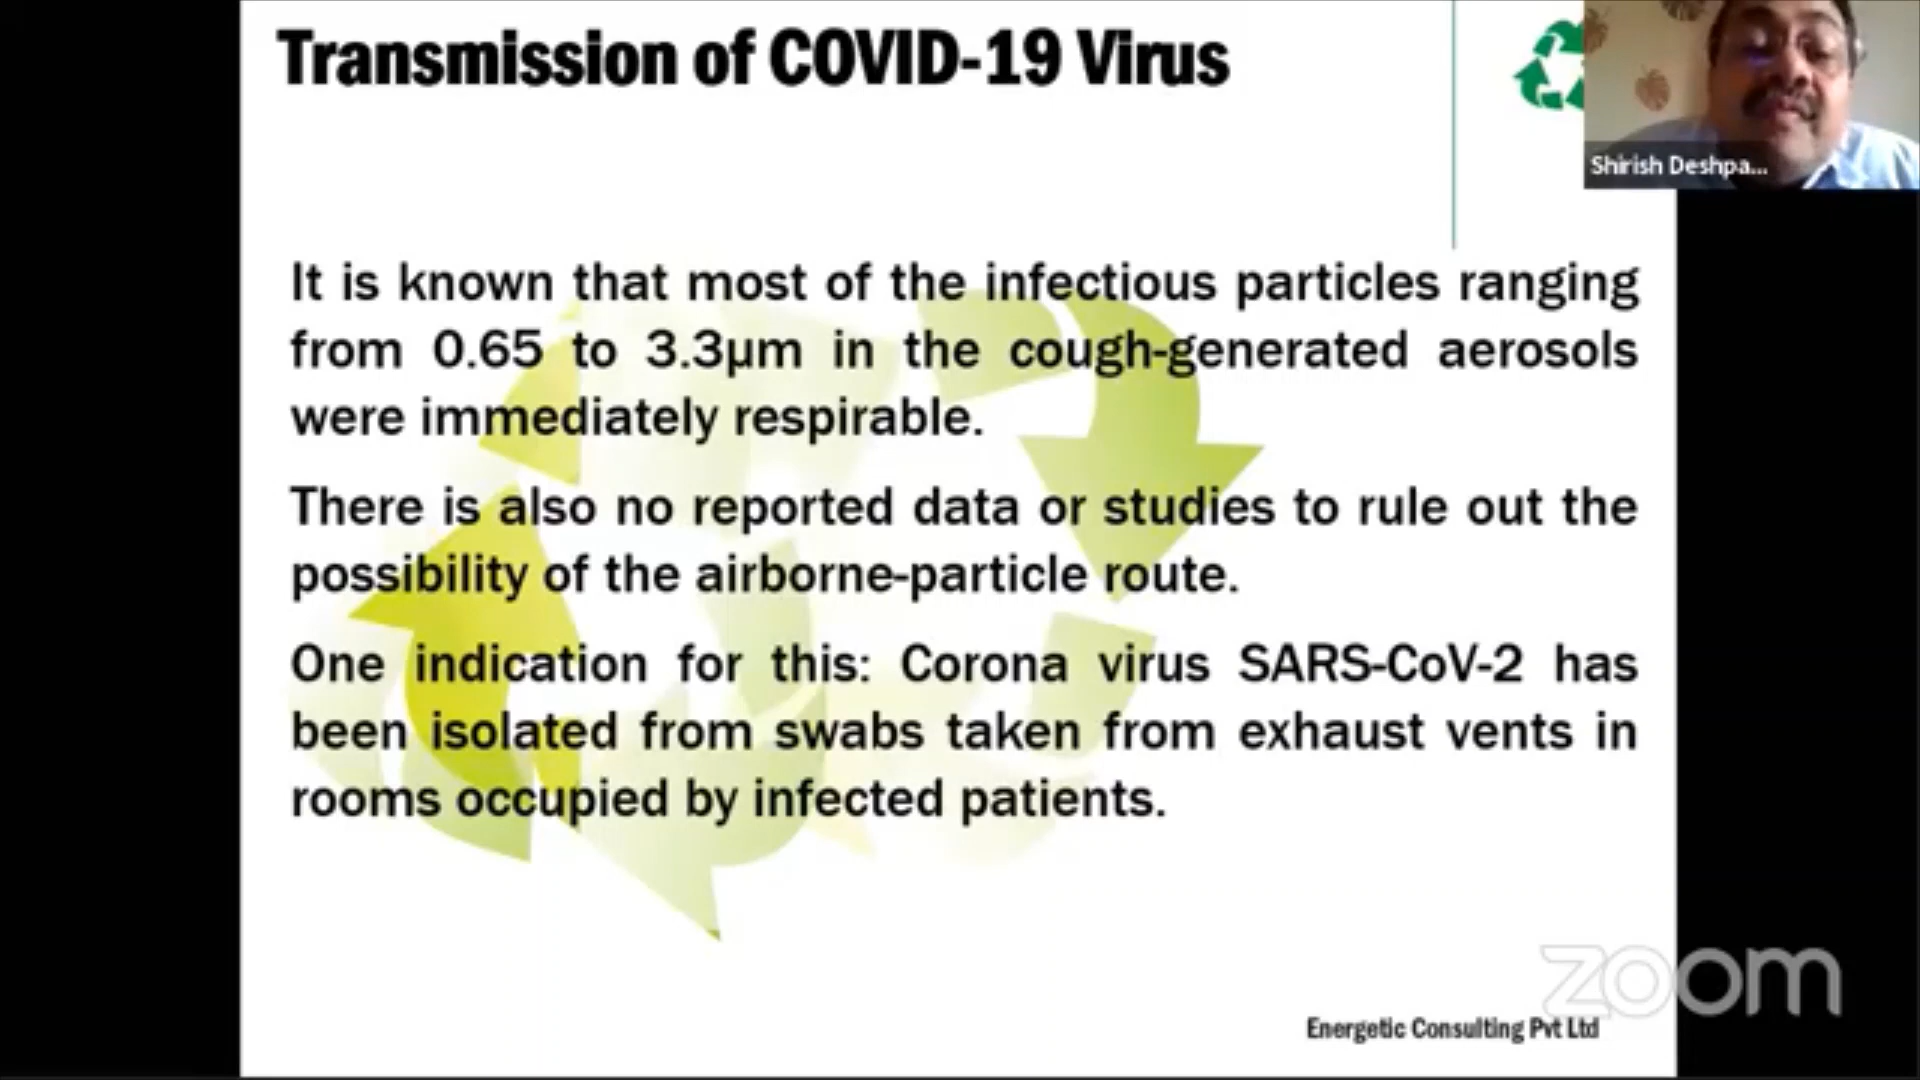 Transmission of COVID-19 Virus
Shirish Deshpa...
It is known that most of the infectious particles ranging
from 0.65 to 3.3µm in the cough-generated aerosols
were immediately respirable.
There is also no reported data or studies to rule out the
possibility of the airborne-particle route.
One indication for this: Corona virus SARS-CoV-2 has
been isolated from swabs taken from exhaust vents in
rooms occupied by infected patients.
zoom
Energetic Consulting Pvt Ltd